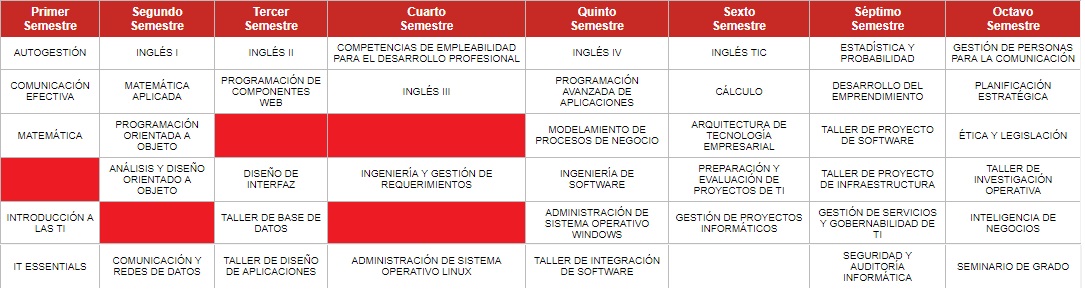 Primer Semestre
Segundo Semestre
Tercer Semestre
Cuarto Semestre
Quinto Semestre
Sexto Semestre
Séptimo Semestre
Octavo Semestre
AUTOGESTIÓN
INGLÉS I
INGLÉS II
COMPETENCIAS DE EMPLEABILIDAD PARA EL DESARROLLO PROFESIONAL
INGLÉS IV
INGLÉS TIC
ESTADÍSTICA Y PROBABILIDAD
GESTIÓN DE PERSONAS PARA LA COMUNICACIÓN
COMUNICACIÓN EFECTIVA
MATEMÁTICA APLICADA
PROGRAMACIÓN DE COMPONENTES WEB
INGLÉS III
PROGRAMACIÓN AVANZADA DE APLICACIONES
CÁLCULO
DESARROLLO DEL EMPRENDIMIENTO
PLANIFICACIÓN ESTRATÉGICA
MATEMÁTICA
PROGRAMACIÓN ORIENTADA A OBJETO
MODELAMIENTO DE PROCESOS DE NEGOCIO
ARQUITECTURA DE TECNOLOGÍA EMPRESARIAL
TALLER DE PROYECTO DE SOFTWARE
ÉTICA Y LEGISLACIÓN
ANÁLISIS Y DISEÑO ORIENTADO A OBJETO
DISEÑO DE INTERFAZ
INGENIERÍA Y GESTIÓN DE REQUERIMIENTOS
INGENIERÍA DE SOFTWARE
PREPARACIÓN Y EVALUACIÓN DE PROYECTOS DE TI
TALLER DE PROYECTO DE INFRAESTRUCTURA
TALLER DE INVESTIGACIÓN OPERATIVA
INTRODUCCIÓN A LAS TI
TALLER DE BASE DE DATOS
ADMINISTRACIÓN DE SISTEMA OPERATIVO WINDOWS
GESTIÓN DE PROYECTOS INFORMÁTICOS
GESTIÓN DE SERVICIOS Y GOBERNABILIDAD DE TI
INTELIGENCIA DE NEGOCIOS
IT ESSENTIALS
COMUNICACIÓN Y REDES DE DATOS
TALLER DE DISEÑO DE APLICACIONES
ADMINISTRACIÓN DE SISTEMA OPERATIVO LINUX
TALLER DE INTEGRACIÓN DE SOFTWARE
SEGURIDAD Y AUDITORÍA INFORMÁTICA
SEMINARIO DE GRADO